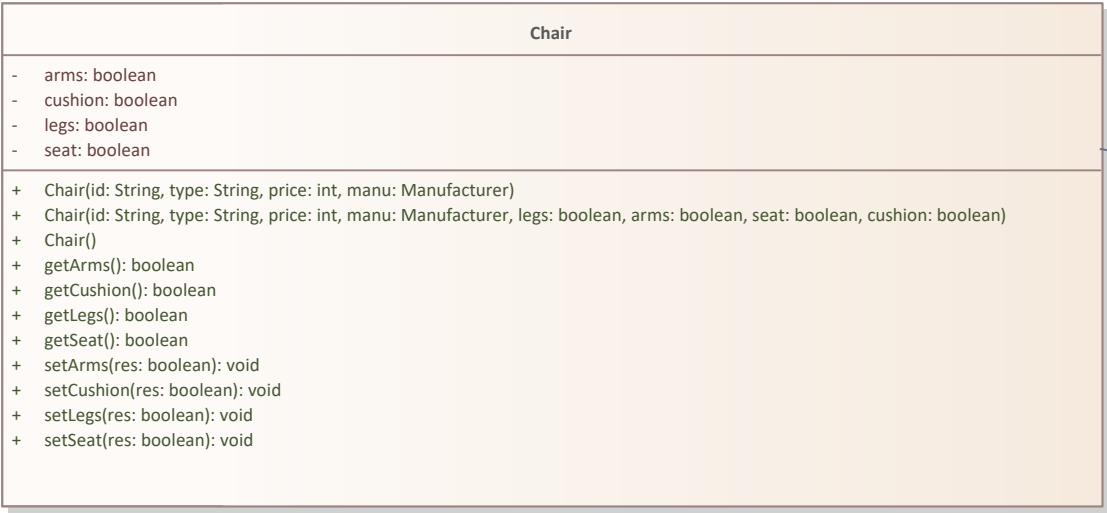 Chair
- arms: boolean
- cushion: boolean
- legs: boolean
- seat: boolean
+ Chair(id: String, type: String, price: int, manu: Manufacturer)
+ Chair(id: String, type: String, price: int, manu: Manufacturer, legs: boolean, arms: boolean, seat: boolean, cushion: boolean)
+ Chair()
+ getArms(): boolean
+ getCushion(): boolean
+ getLegs(): boolean
+ getSeat(): boolean
+ setArms(res: boolean): void
+ setCushion(res: boolean): void
+ setLegs(res: boolean): void
+ setSeat(res: boolean): void